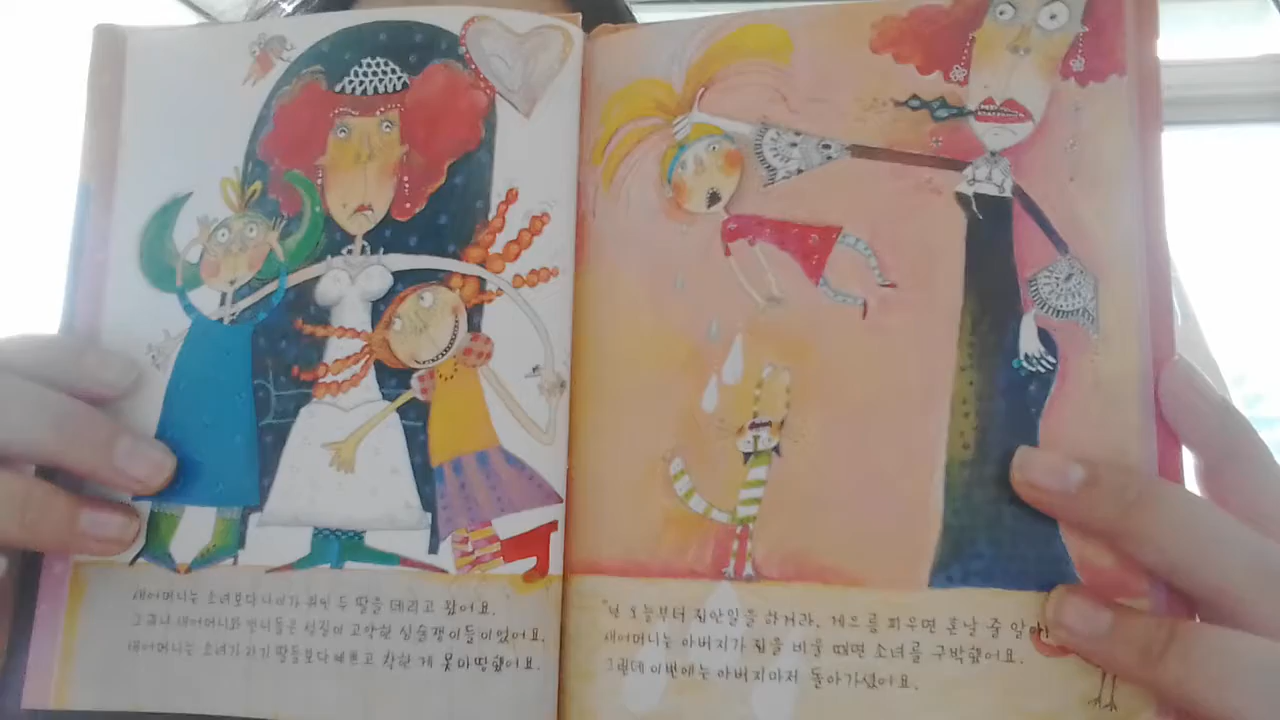 새어머니는 소녀보다 나이가 위인 두 딸을 데리고 왔어요.
그러나 새어머니와 언니들은 성질이 고약한 심술쟁이들이었어요.
새어머니는 소녀가 자기 딸들보다 예쁘고 착한 게 못마땅했어요.
"넌 오늘부터 집안일을 하거라. 게으름 피우면 혼날 줄 알아!
새어머니는 아버지가 집을 비울 때면 소녀를 구박했어요.
그런데 이번에는 아버지마저 돌아가셨어요.